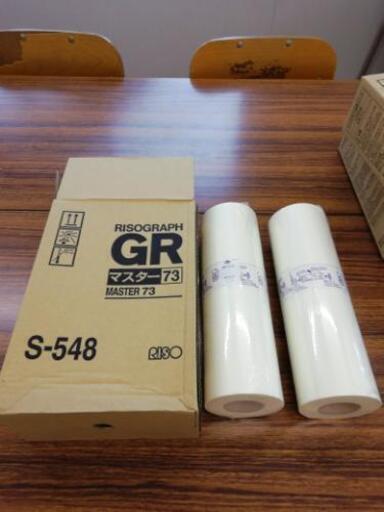 RISOGRAPH
GR
マスター73
MASTER 73
S-548
RISO